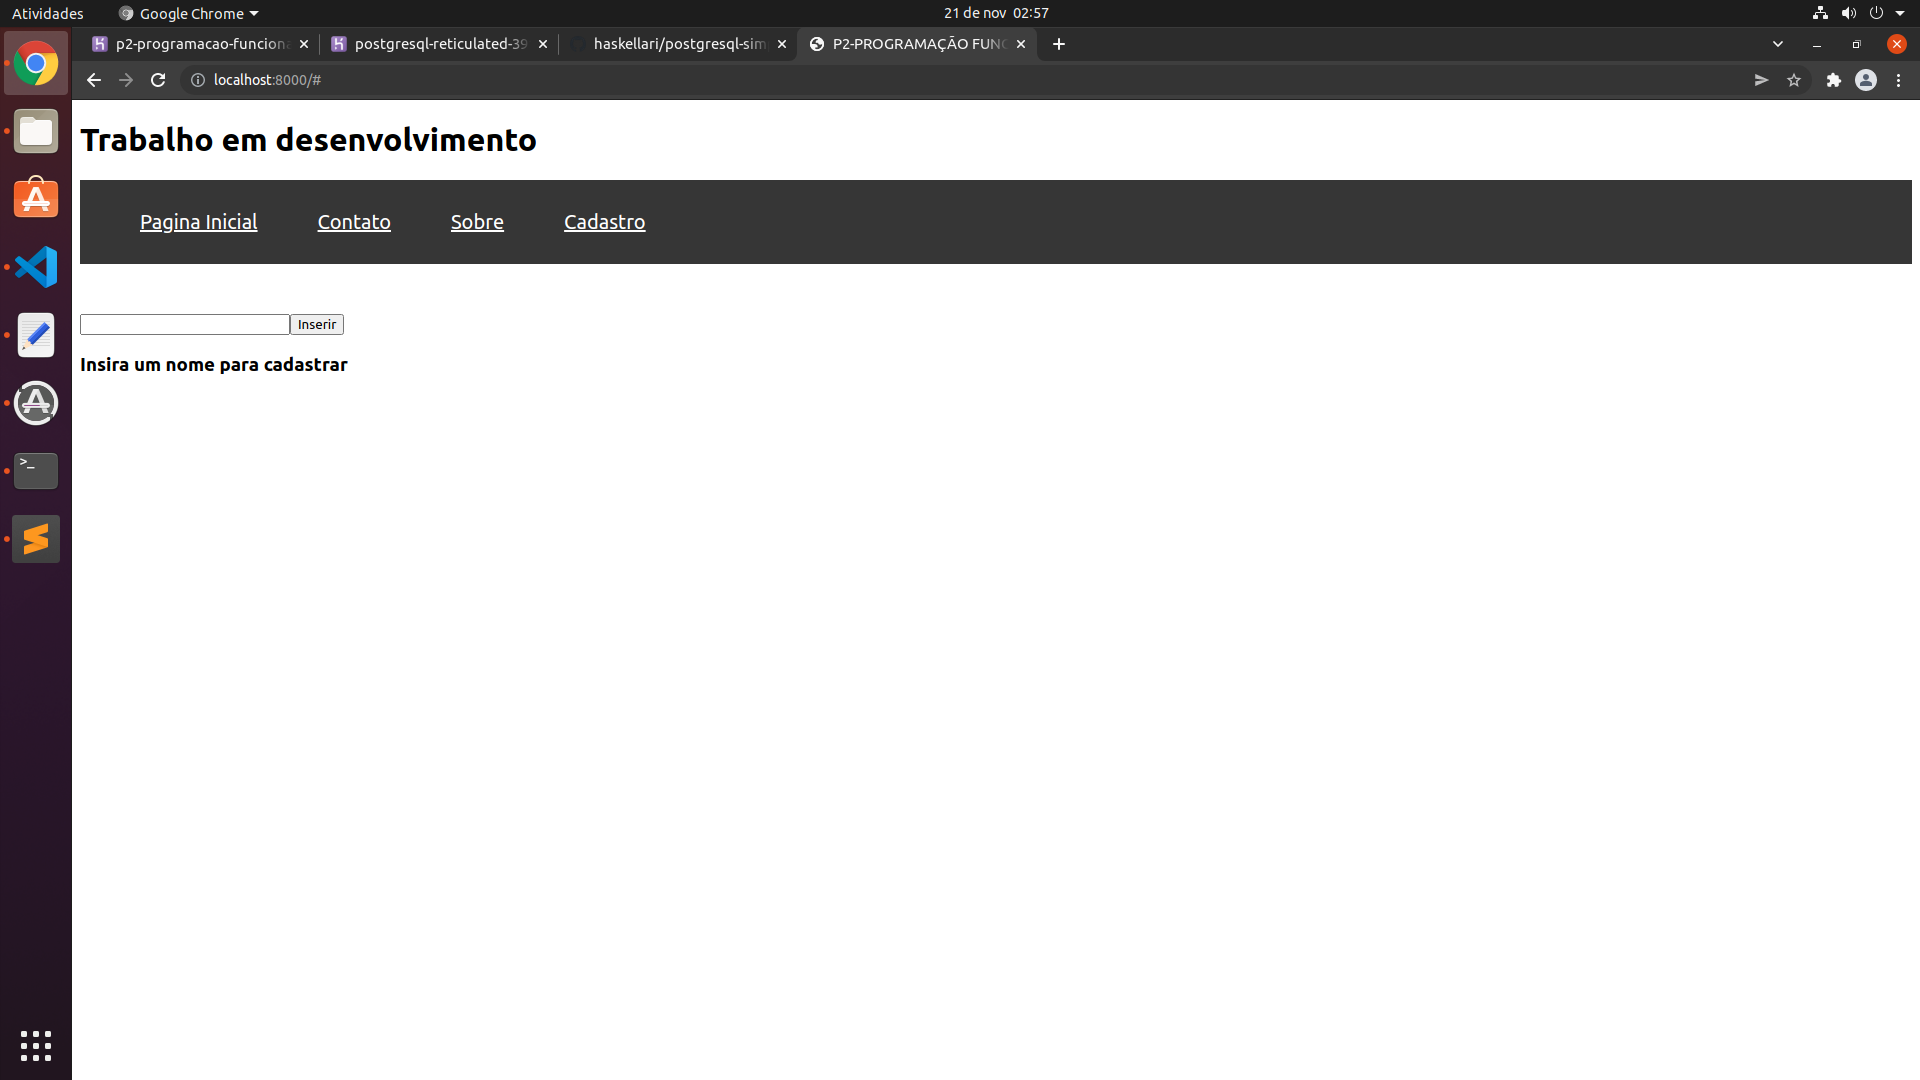 Atividades Google Chrome 21 de nov 02:57
p2-programacao-funciona postgresql-reticulated-39 haskellari/postgresql-sim P2-PROGRAMAÇÃO FUNC
localhost:8000/#
Trabalho em desenvolvimento
Pagina Inicial Contato Sobre Cadastro
Inserir
Insira um nome para cadastrar